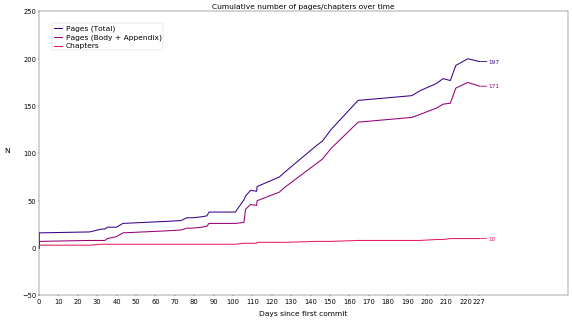 Cumulative number of pages/chapters over time
250
Pages (Total)
Pages (Body + Appendix)
Chapters
200
197
171
150
N
100
50
10
0
−50
0 10 20 30 40 50 60 70 80 90 100 110 120 130 140 150 160 170 180 190 200 210 220 227
Days since first commit